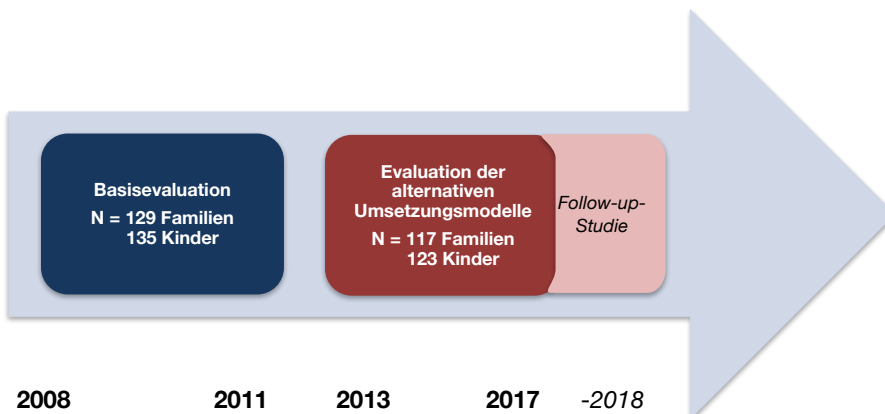 Basisevaluation
N = 129 Familien
135 Kinder
Evaluation der
alternativen
Umsetzungsmodelle
N = 117 Familien
123 Kinder
Follow-up-
Studie
2008 2011 2013 2017 -2018